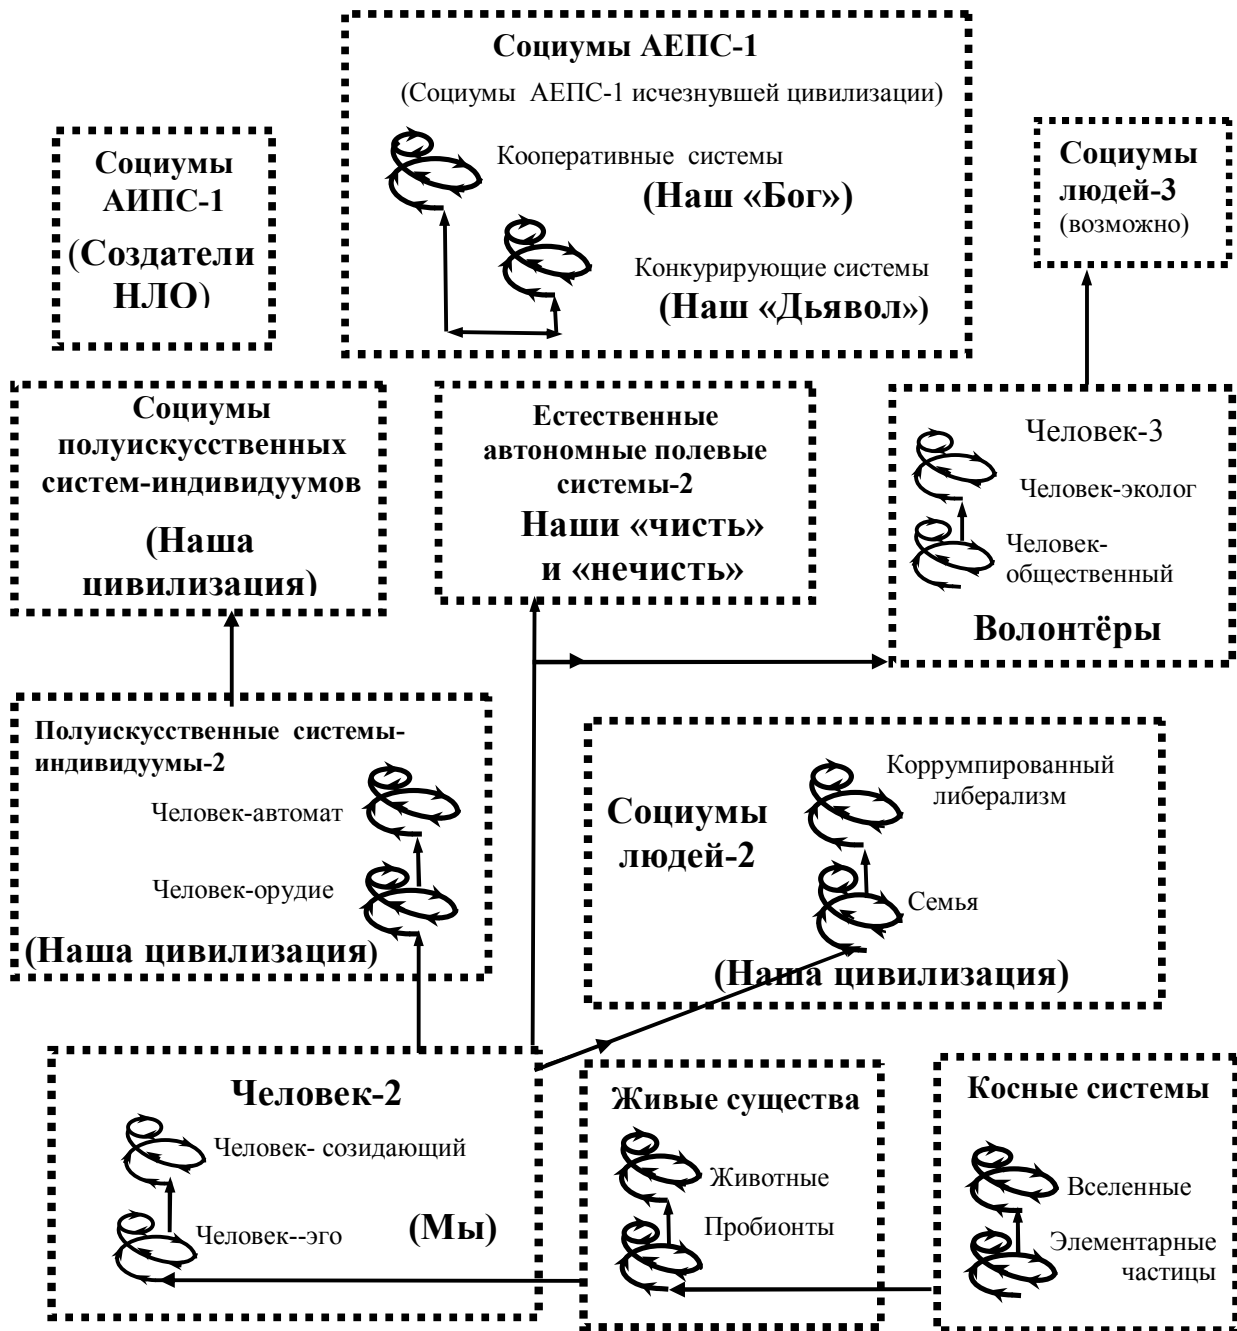 Социумы АЕПС-1
(Социумы АЕПС-1 исчезнувшей цивилизации)
Кооперативные системы
(Наш «Бог»)
Конкурирующие системы
(Наш «Дьявол»)
Социумы
АИПС-1
(Создатели
НЛО)
Социумы
людей-3
(возможно)
Социумы
полуискусственных
систем-индивидуумов
(Наша
цивилизация)
Естественные
автономные полевые
системы-2
Наши «чисть»
и «нечисть»
Человек-3
Человек-эколог
Человек-
общественный
Волонтёры
Полуискусственные системы-
индивидуумы-2
Человек-автомат
Человек-орудие
(Наша цивилизация)
Социумы
людей-2
Коррумпированный
либерализм
Семья
(Наша цивилизация)
Человек-2
Человек- созидающий
Человек--эго
(Мы)
Живые существа
Животные
Пробионты
Косные системы
Вселенные
Элементарные
частицы